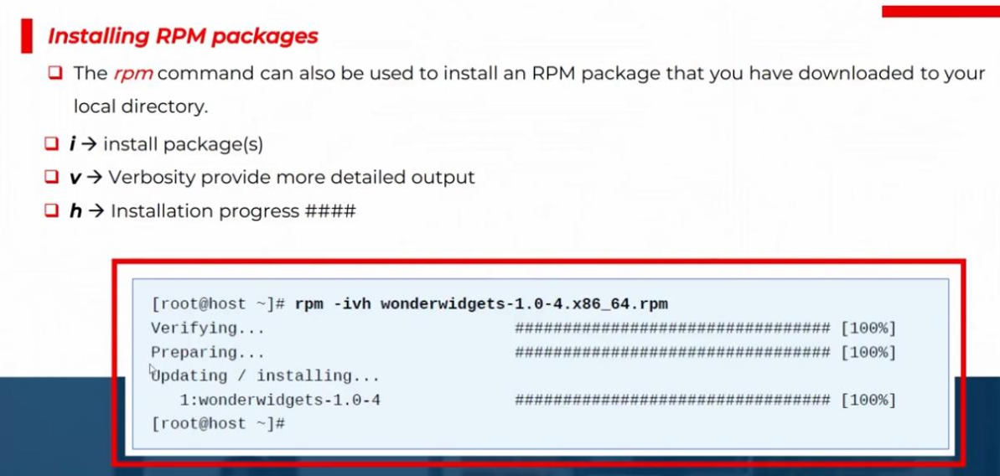 Installing RPM packages
The rpm command can also be used to install an RPM package that you have downloaded to your
local directory.
i → install package(s)
v → Verbosity provide more detailed output
h → Installation progress ####
[root@host ~]# rpm -ivh wonderwidgets-1.0-4.x86_64.rpm
Verifying... ################################# [100%]
Preparing... ################################# [100%]
Updating / installing...
1:wonderwidgets-1.0-4 ################################# [100%]
[root@host ~]#